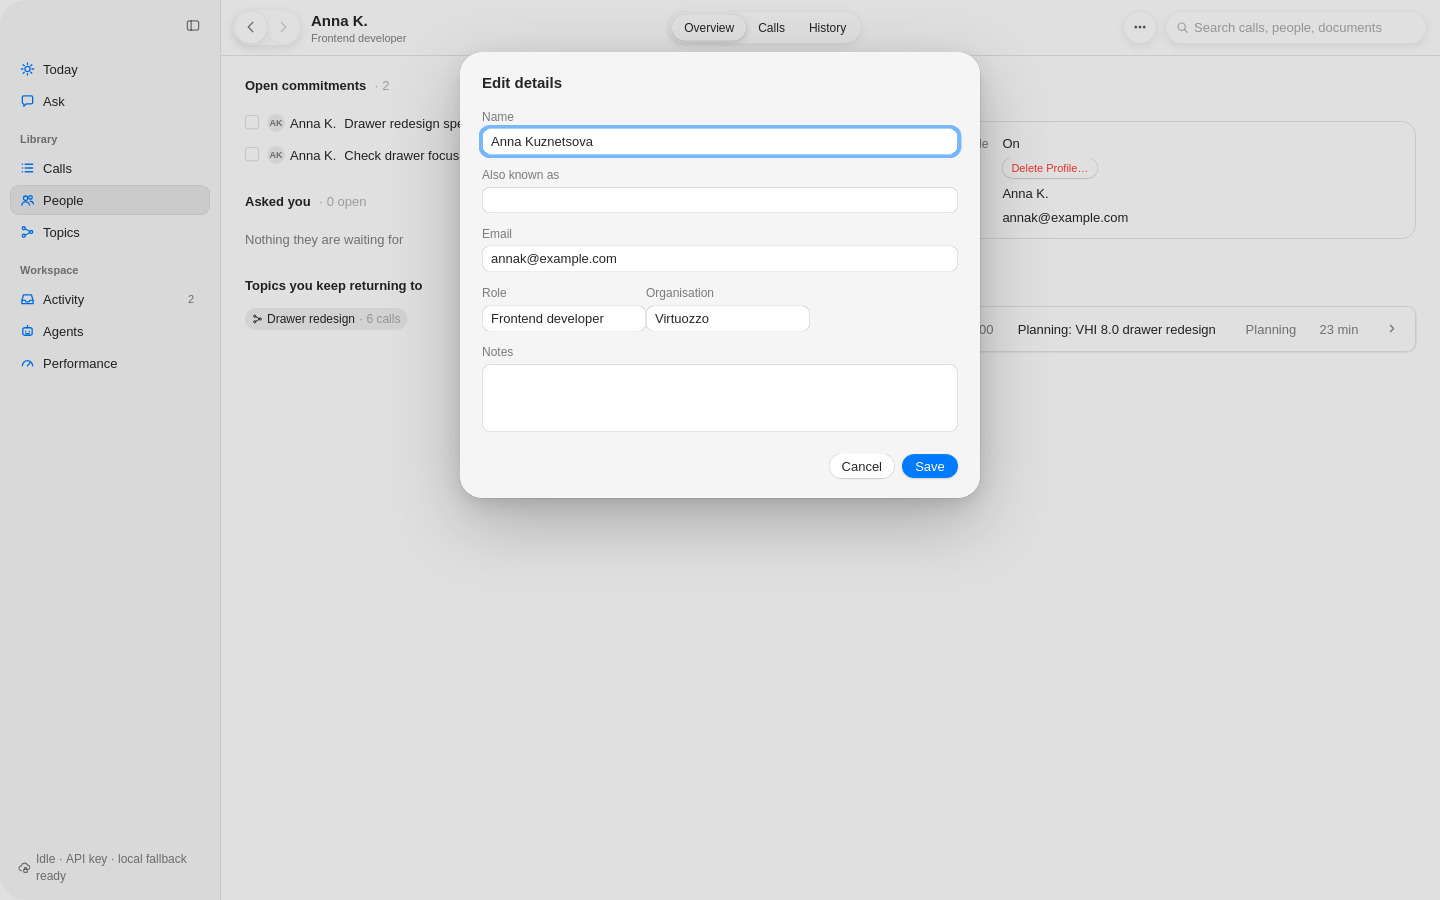 Anna K.
Frontend developer
Overview
Calls
History
Search calls, people, documents
Today
Ask
Library
Calls
People
Topics
Workspace
Activity 2
Agents
Performance
Idle · API key · local fallback
ready
Open commitments · 2
AK Anna K. Drawer redesign spe
AK Anna K. Check drawer focus
Asked you · 0 open
Nothing they are waiting for
Topics you keep returning to
Drawer redesign · 6 calls
Edit details
Name
Anna Kuznetsova
Also known as
Email
annak@example.com
Role Organisation
Frontend developer Virtuozzo
Notes
Cancel Save
On
Delete Profile…
Anna K.
annak@example.com
00 Planning: VHI 8.0 drawer redesign Planning 23 min